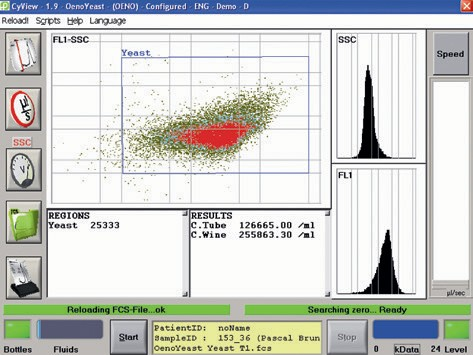 CyView - 1.9 - OenoYeast - (OENO) - Configured - ENG - Demo - D
Reload! Scripts Help Language
FL1-SSC
Yeast
SSC
Speed
µ/s
SSC
V
FL1
REGIONS
Yeast 25333
RESULTS
C.Tube 126665.00 /ml
C.Wine 255863.30 /ml
µl/sec
Reloading FCS-File...ok
Searching zero... Ready
Bottles
Fluids
Start
PatientID: noName
SampleID : 153_36 (Pascal Brun
OenoYeast Yeast T1.fcs
Stop
0 kData 24
Level